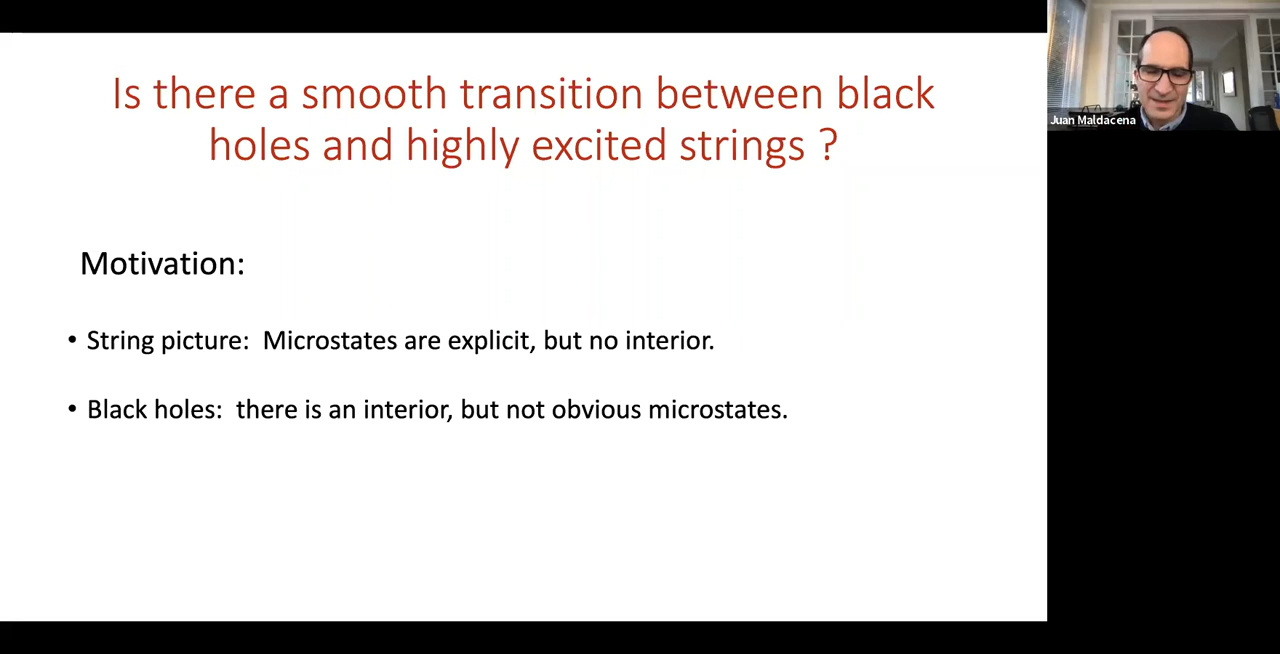 Is there a smooth transition between black
holes and highly excited strings ?
Motivation:
• String picture:  Microstates are explicit, but no interior.
• Black holes:  there is an interior, but not obvious microstates.
Juan Maldacena